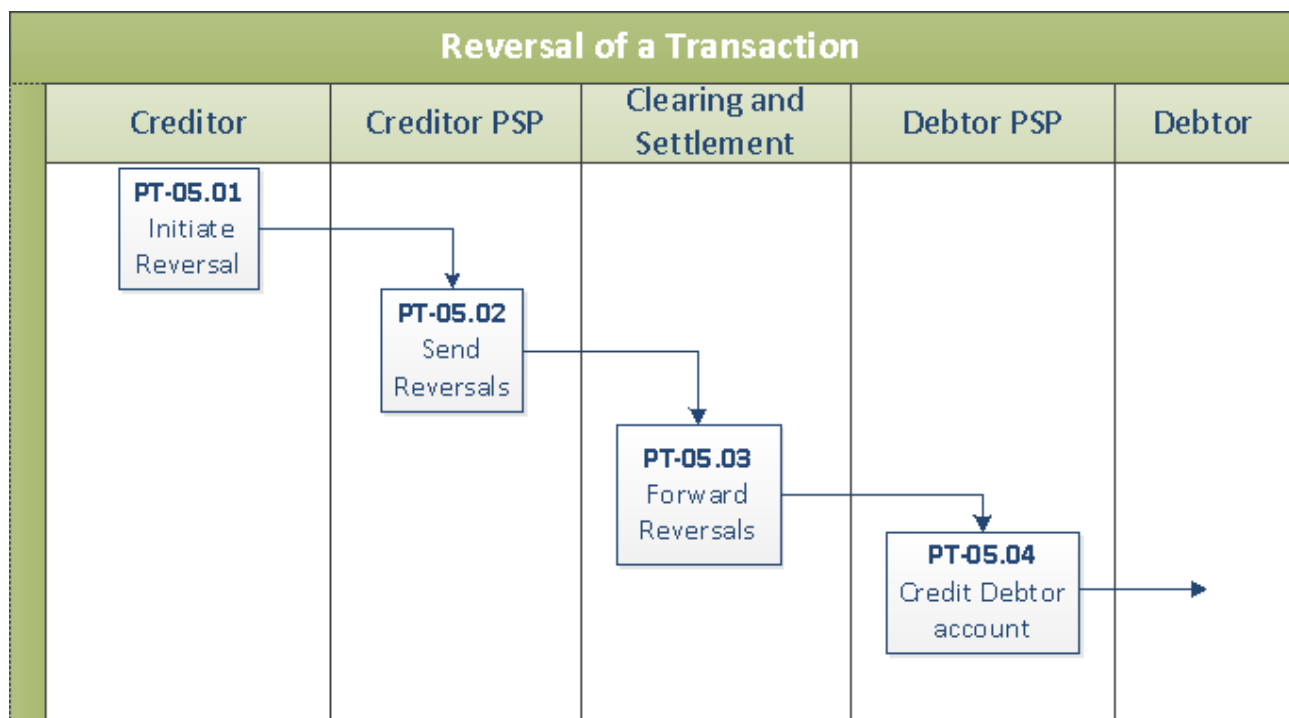 Reversal of a Transaction
Creditor
Creditor PSP
Clearing and
Settlement
Debtor PSP
Debtor
PT-05.01
Initiate
Reversal
PT-05.02
Send
Reversals
PT-05.03
Forward
Reversals
PT-05.04
Credit Debtor
account